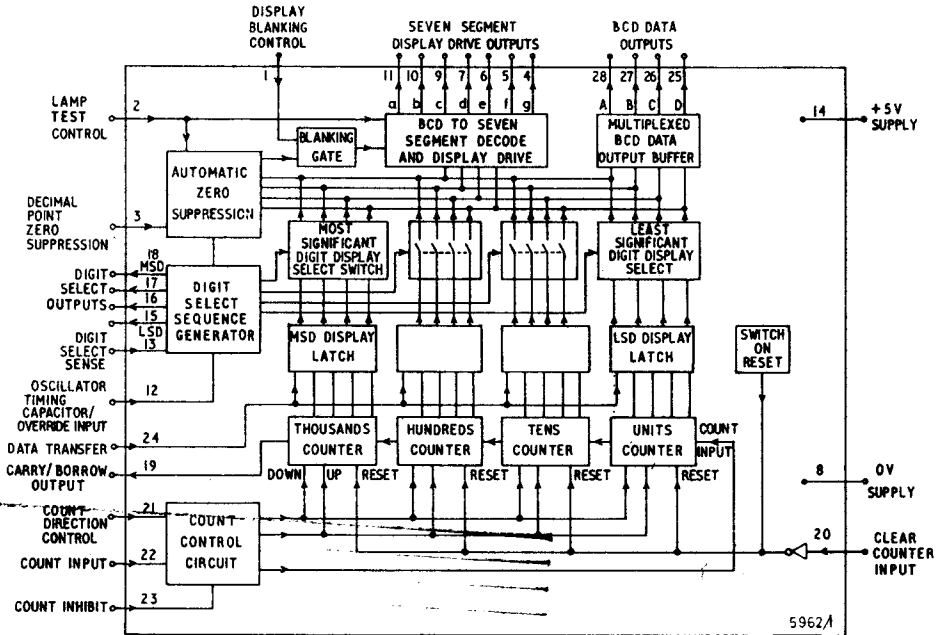 DISPLAY
BLANKING
CONTROL
SEVEN SEGMENT
DISPLAY DRIVE OUTPUTS
BCD DATA
OUTPUTS
1
11
10
9
7
6
5
4
28
27
26
25
a
b
c
d
e
f
g
A
B
C
D
LAMP
TEST
CONTROL
2
BLANKING
GATE
BCD TO SEVEN
SEGMENT DECODE
AND DISPLAY DRIVE
MULTIPLEXED
BCD DATA
OUTPUT BUFFER
14
+5V
SUPPLY
AUTOMATIC
ZERO
SUPPRESSION
DECIMAL
POINT
ZERO
SUPPRESSION
3
MOST
SIGNIFICANT
DIGIT DISPLAY
SELECT SWITCH
LEAST
SIGNIFICANT
DIGIT DISPLAY
SELECT
DIGIT
SELECT
OUTPUTS
18
MSD
17
16
15
LSD
DIGIT
SELECT
SEQUENCE
GENERATOR
DIGIT
SELECT
SENSE
13
MSD DISPLAY
LATCH
LSD DISPLAY
LATCH
SWITCH
ON
RESET
OSCILLATOR
TIMING
CAPACITOR/
OVERRIDE INPUT
12
DATA TRANSFER
24
THOUSANDS
COUNTER
HUNDREDS
COUNTER
TENS
COUNTER
UNITS
COUNTER
COUNT
INPUT
CARRY/BORROW
OUTPUT
19
DOWN
UP
RESET
RESET
RESET
RESET
8
0V
SUPPLY
COUNT
DIRECTION
CONTROL
21
COUNT
CONTROL
CIRCUIT
20
CLEAR
COUNTER
INPUT
COUNT INPUT
22
COUNT INHIBIT
23
5962/1